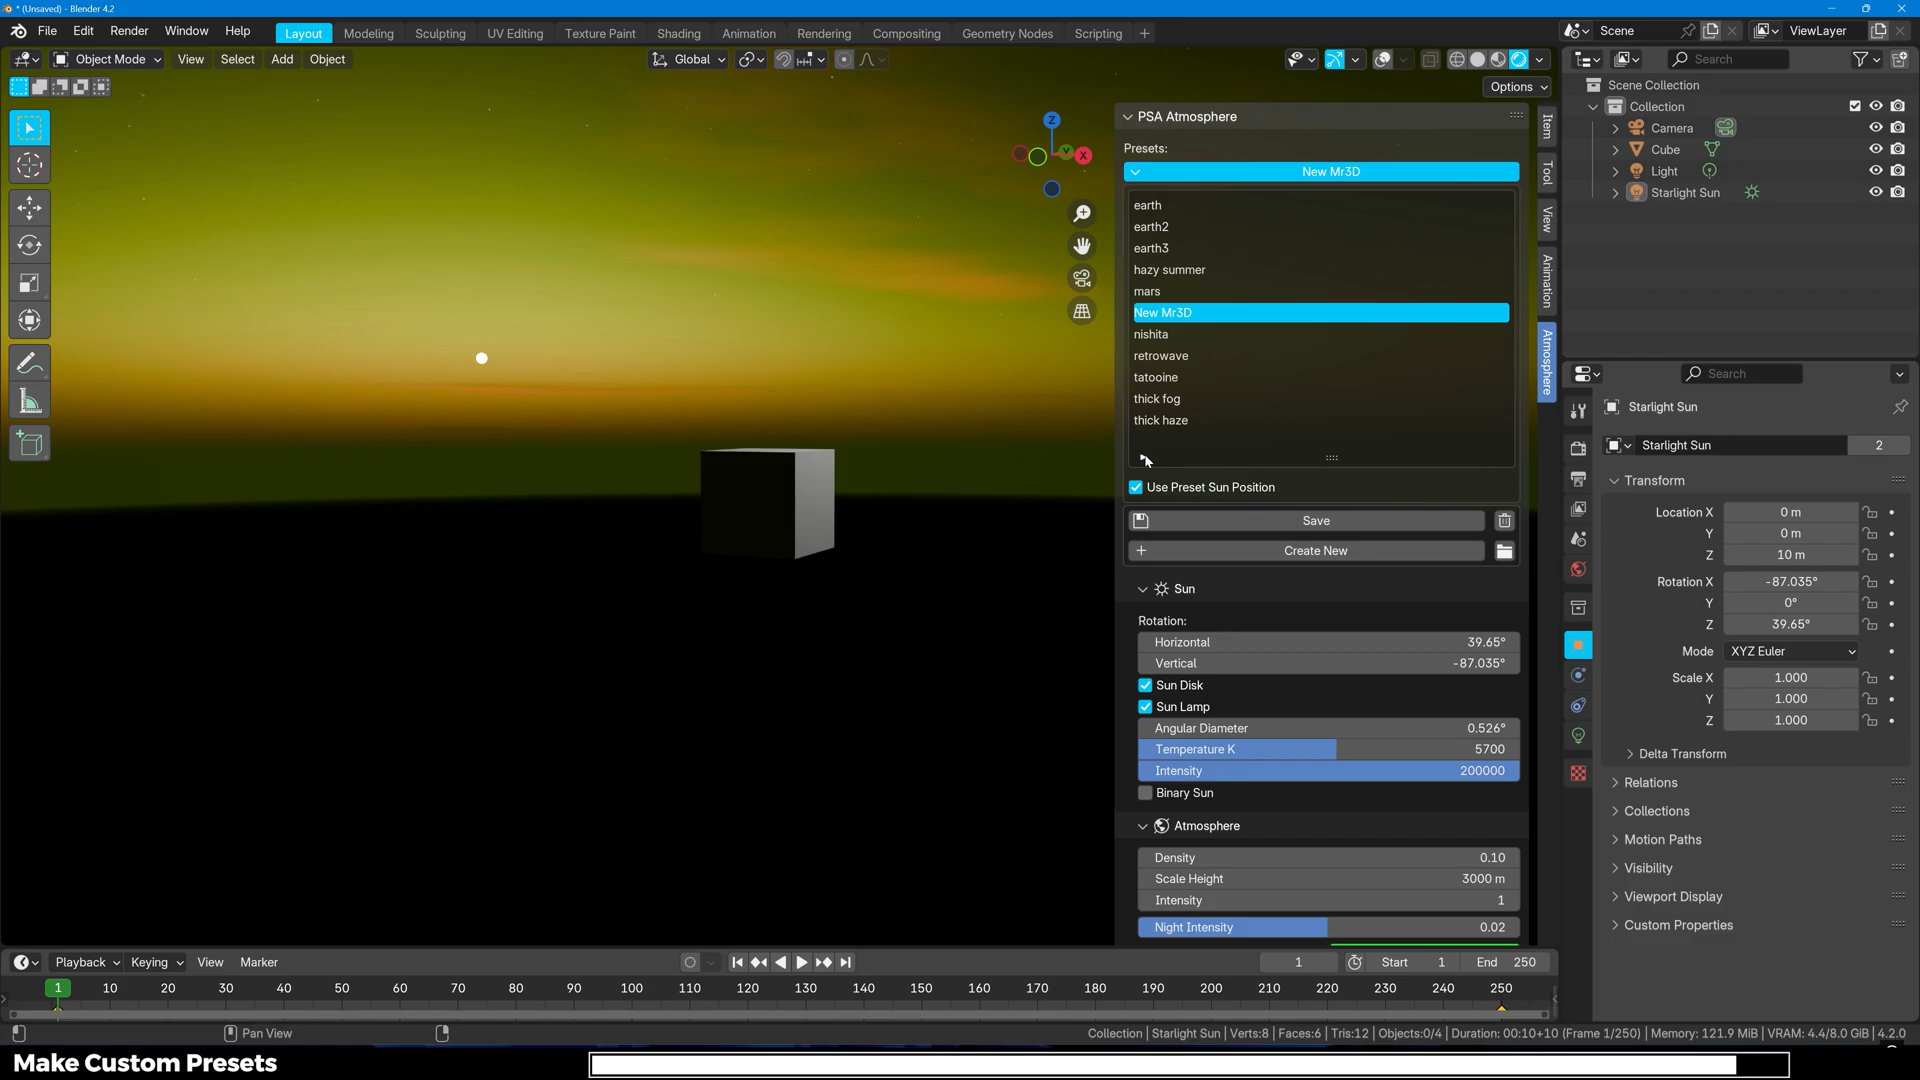 * (Unsaved) - Blender 4.2
File Edit Render Window Help Layout Modeling Sculpting UV Editing Texture Paint Shading Animation Rendering Compositing Geometry Nodes Scripting + Scene ViewLayer
Object Mode View Select Add Object Global Search
Options
Scene Collection
Collection
Camera
Cube
Light
Starlight Sun
Z
Y
X
Item
Tool
View
Animation
Atmosphere
PSA Atmosphere
Presets:
New Mr3D
earth
earth2
earth3
hazy summer
mars
New Mr3D
nishita
retrowave
tatooine
thick fog
thick haze
Use Preset Sun Position
Save
Create New
Sun
Rotation:
Horizontal 39.65°
Vertical -87.035°
Sun Disk
Sun Lamp
Angular Diameter 0.526°
Temperature K 5700
Intensity 200000
Binary Sun
Atmosphere
Density 0.10
Scale Height 3000 m
Intensity 1
Night Intensity 0.02
Search
Starlight Sun
Starlight Sun 2
Transform
Location X 0 m
Y 0 m
Z 10 m
Rotation X -87.035°
Y 0°
Z 39.65°
Mode XYZ Euler
Scale X 1.000
Y 1.000
Z 1.000
Delta Transform
Relations
Collections
Motion Paths
Visibility
Viewport Display
Custom Properties
Playback Keying View Marker 1 Start 1 End 250
1 10 20 30 40 50 60 70 80 90 100 110 120 130 140 150 160 170 180 190 200 210 220 230 240 250
Pan View
Collection | Starlight Sun | Verts:8 | Faces:6 | Tris:12 | Objects:0/4 | Duration: 00:10+10 (Frame 1/250) | Memory: 121.9 MiB | VRAM: 4.4/8.0 GiB | 4.2.0
Make Custom Presets